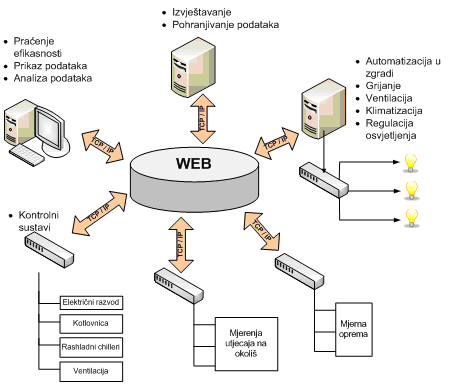 • Izvještavanje
• Pohranjivanje podataka
• Praćenje
efikasnosti
• Prikaz podataka
• Analiza podataka
• Automatizacija u
zgradi
• Grijanje
• Ventilacija
• Klimatizacija
• Regulacija
osvjetljenja
TCP / IP
TCP / IP
TCP / IP
WEB
TCP / IP
TCP / IP
TCP / IP
• Kontrolni
sustavi
Električni razvod
Kotlovnica
Rashladni chilleri
Ventilacija
Mjerenja
utjecaja na
okoliš
Mjerna
oprema